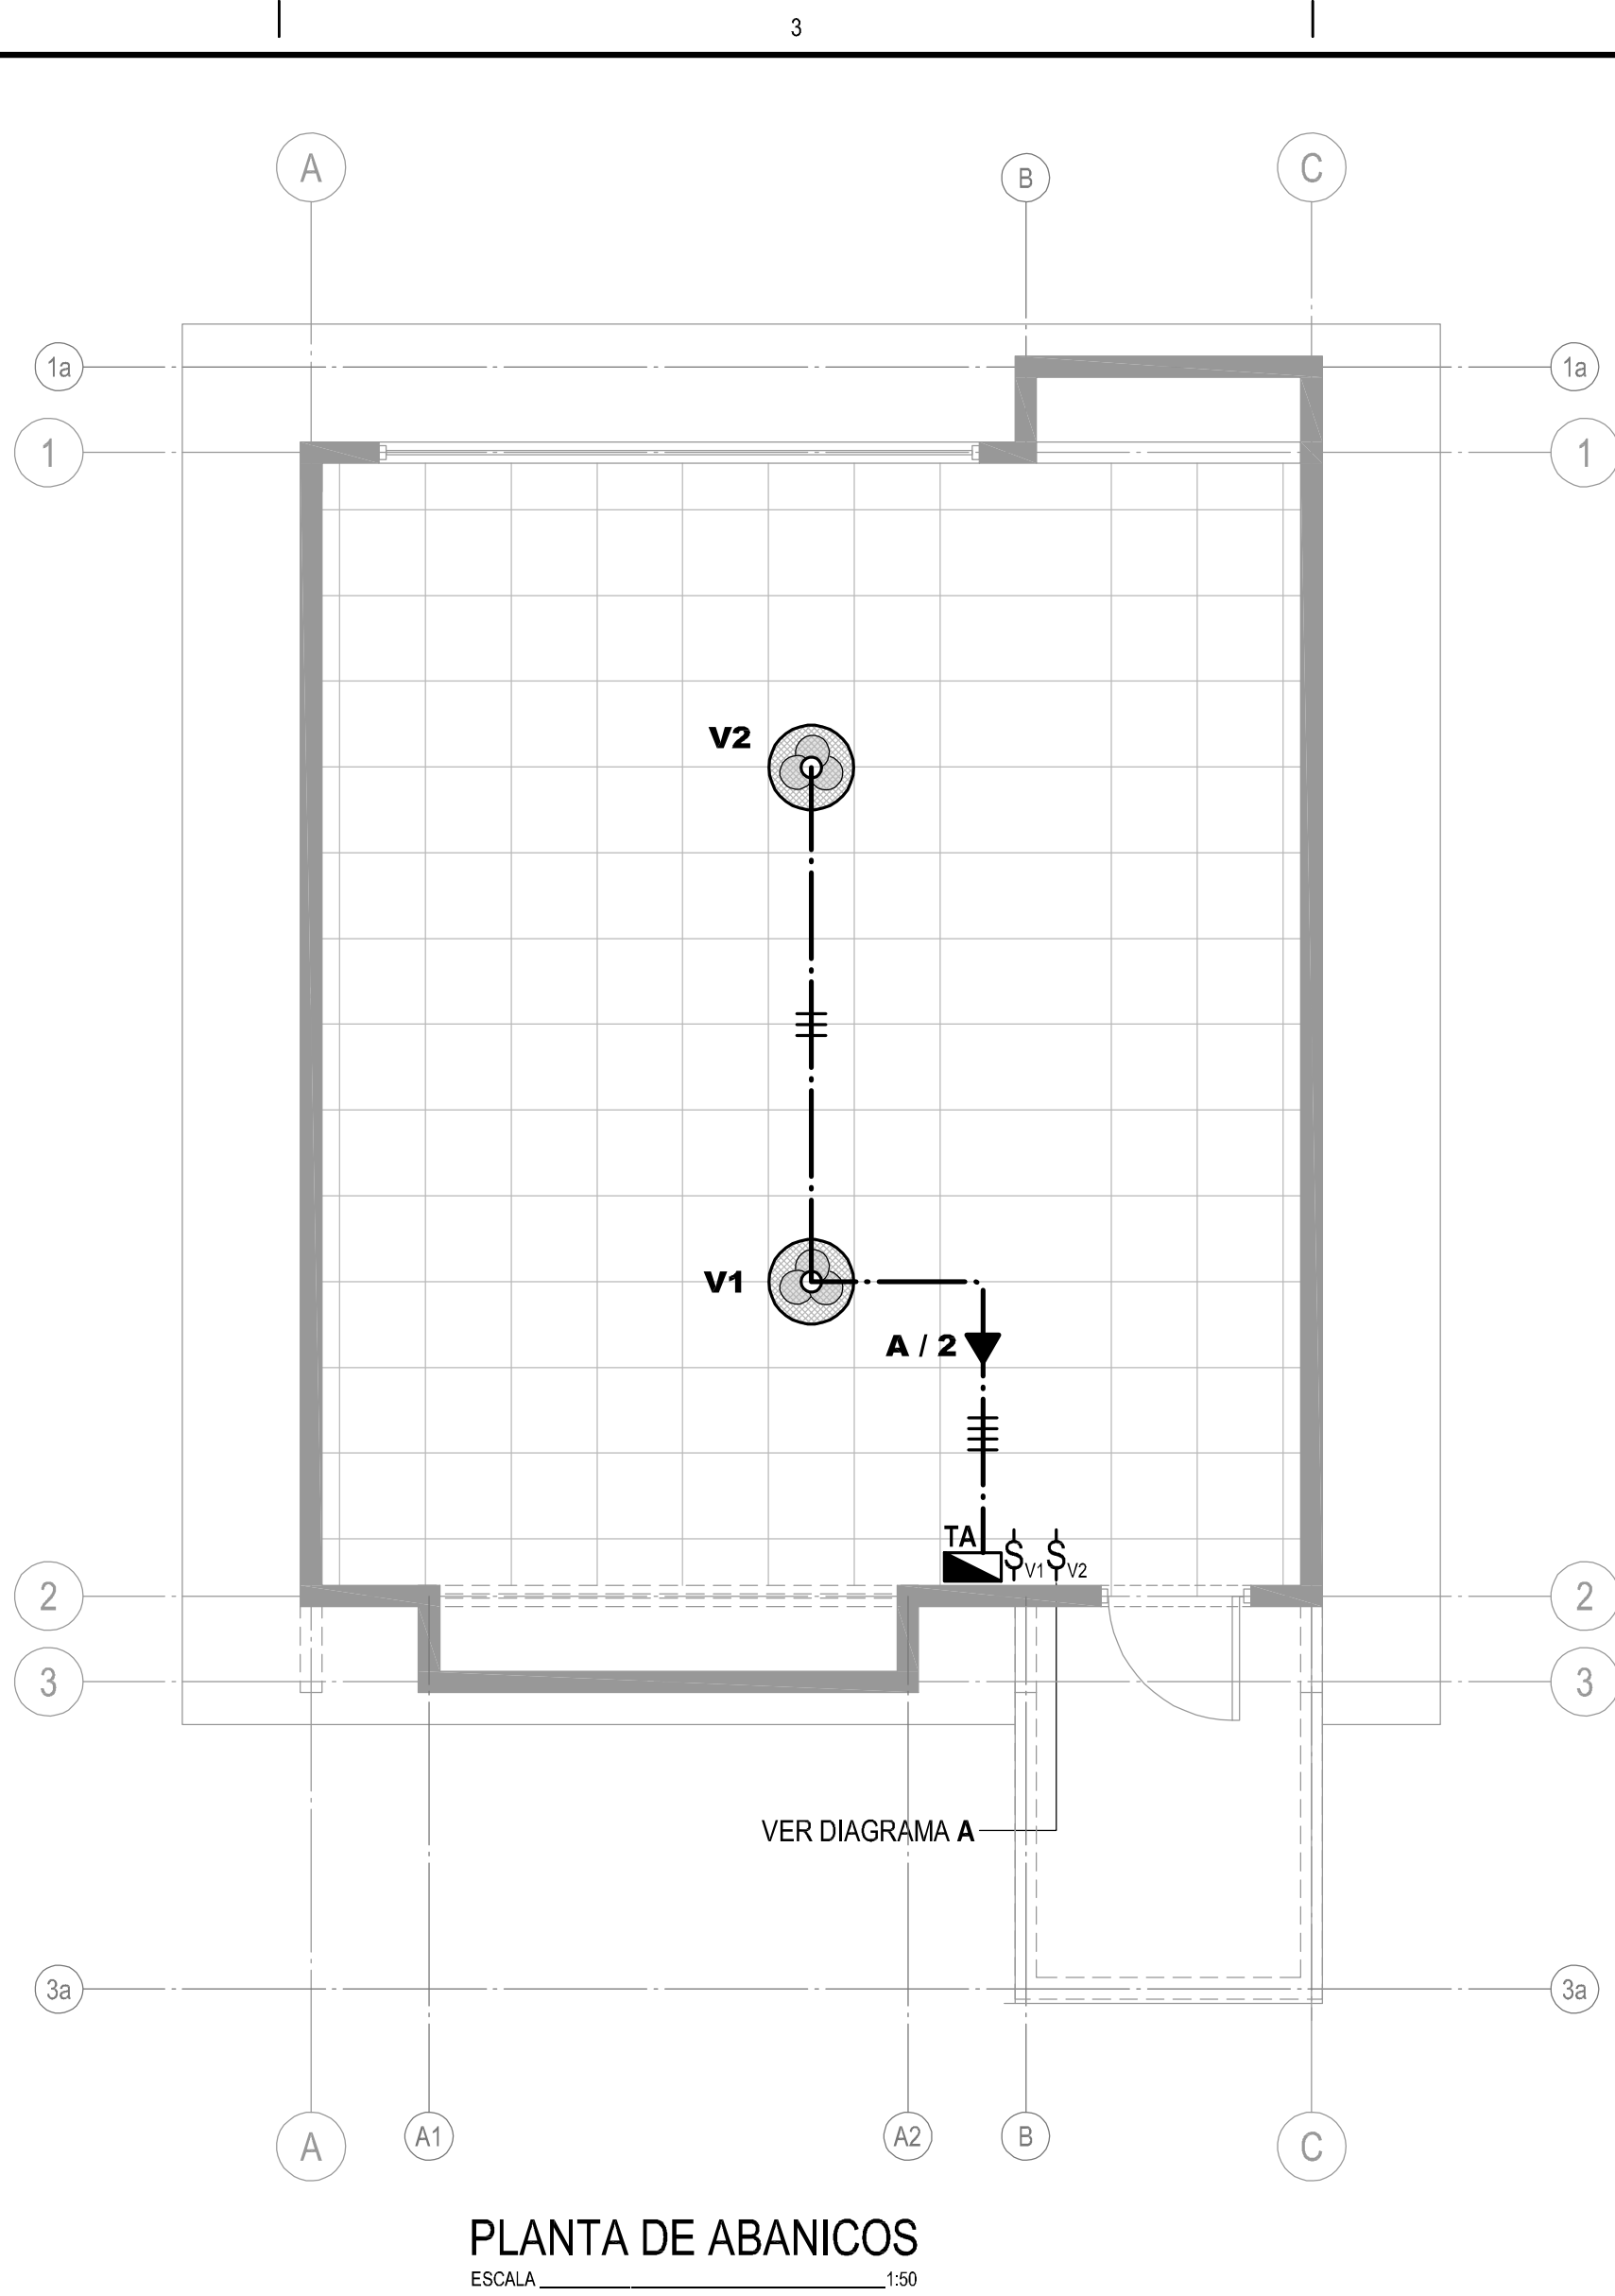 3
A B C
1a 1a
1 1
V2
V1
A / 2
TA S V1 S V2
2 2
3 3
VER DIAGRAMA A
3a 3a
A A1 A2 B C
PLANTA DE ABANICOS
ESCALA 1:50